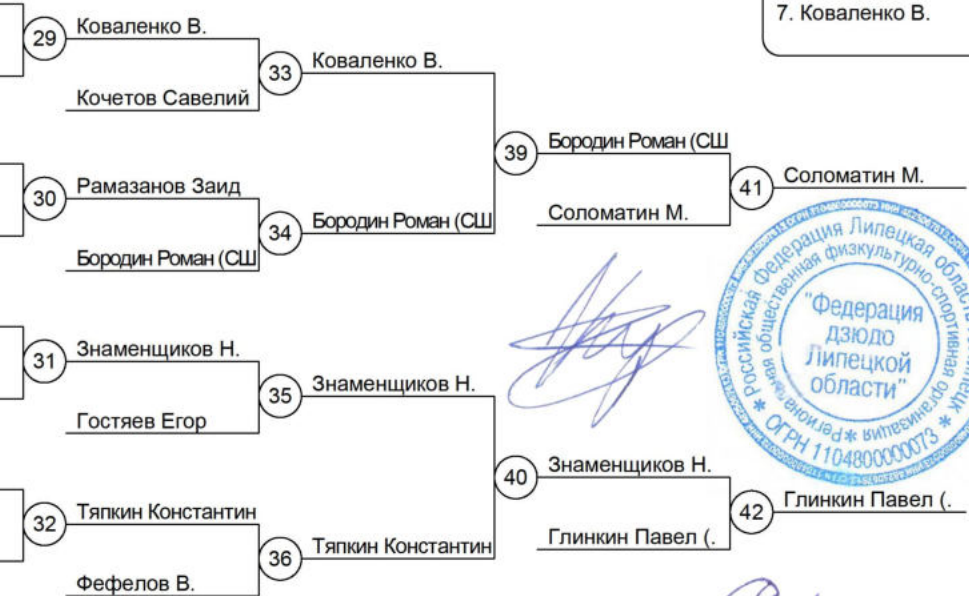 7. Коваленко В.
29
Коваленко В.
Кочетов Савелий
33
Коваленко В.
30
Рамазанов Заид
Бородин Роман (СШ
34
Бородин Роман (СШ
39
Бородин Роман (СШ
Соломатин М.
41
Соломатин М.
31
Знаменщиков Н.
Гостяев Егор
35
Знаменщиков Н.
32
Тяпкин Константин
Фефелов В.
36
Тяпкин Константин
40
Знаменщиков Н.
Глинкин Павел (.
42
Глинкин Павел (.
"Федерация
дзюдо
Липецкой
области"
Российская Федерация Липецкая область
общественная физкультурно-спортивная организация
ОГРН 1104800000073